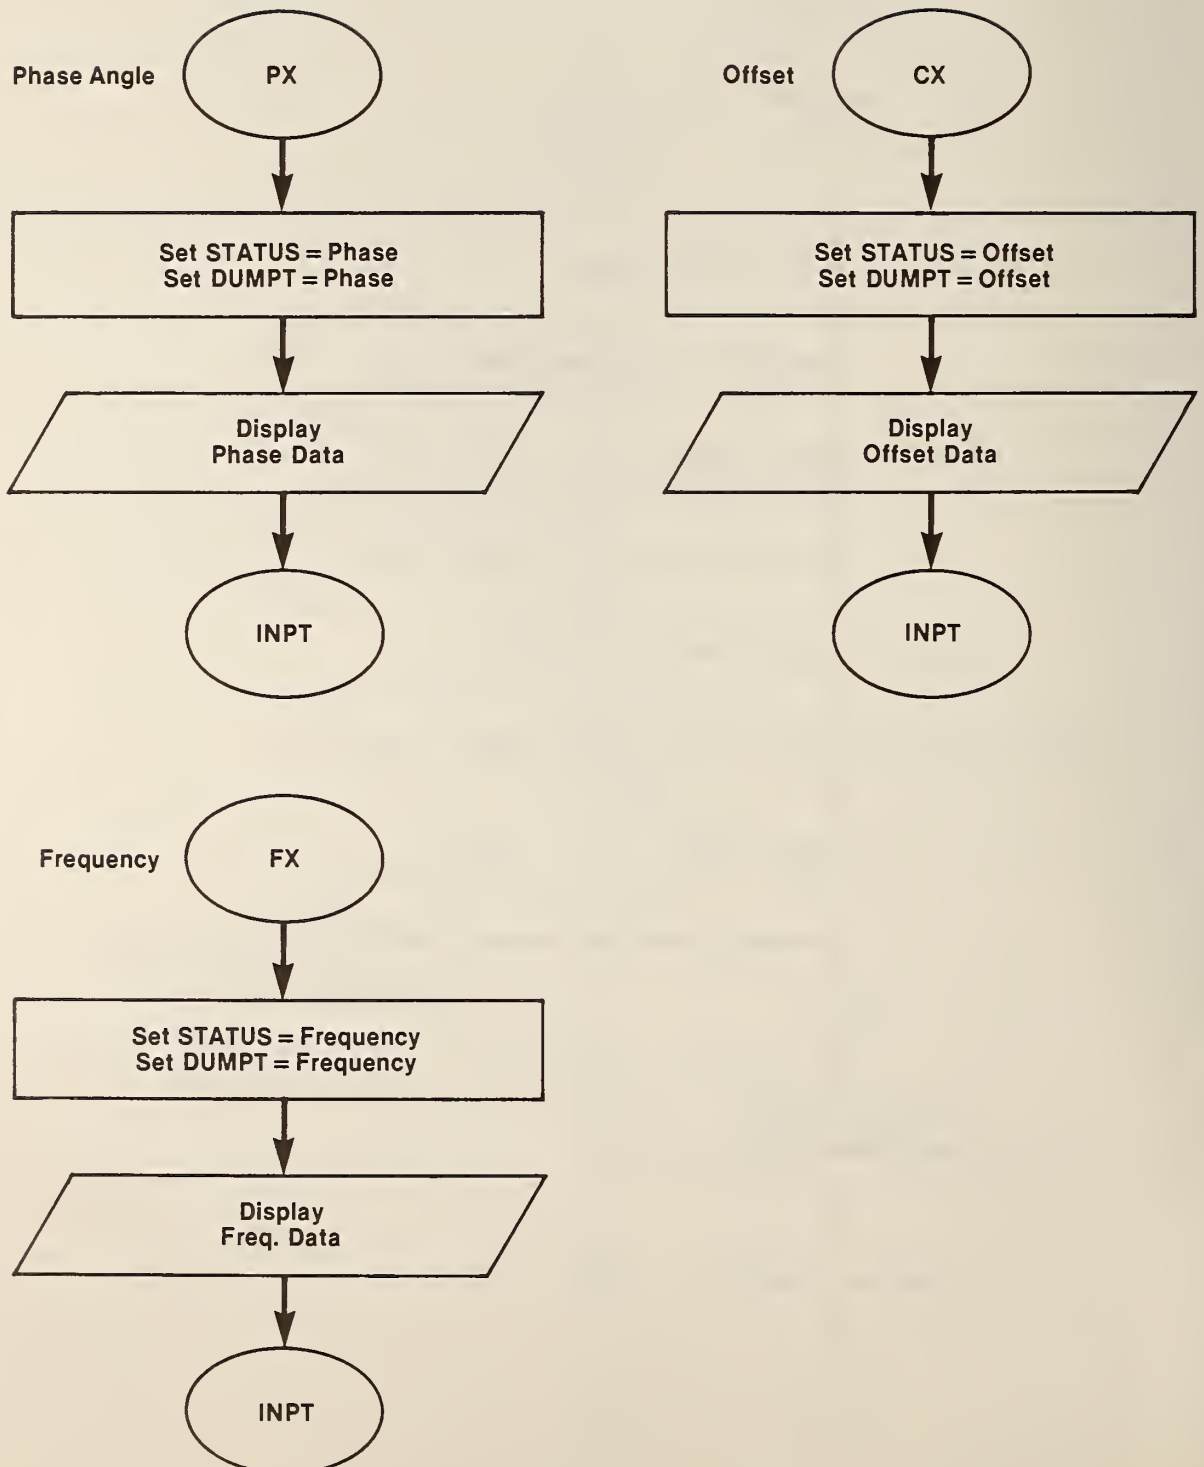 Phase Angle
PX
Set STATUS = Phase
Set DUMPT = Phase
Display
Phase Data
INPT
Offset
CX
Set STATUS = Offset
Set DUMPT = Offset
Display
Offset Data
INPT
Frequency
FX
Set STATUS = Frequency
Set DUMPT = Frequency
Display
Freq. Data
INPT